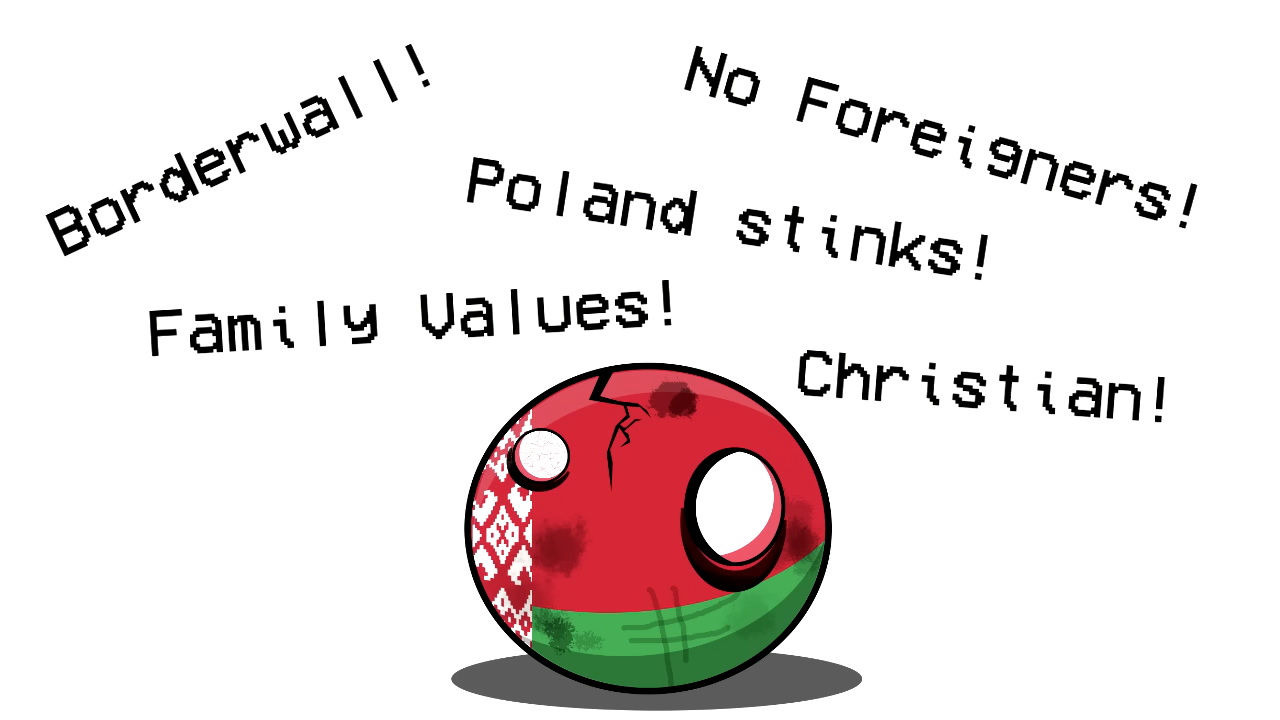 Borderwall!
No Foreigners!
Poland stinks!
Family Values!
Christian!